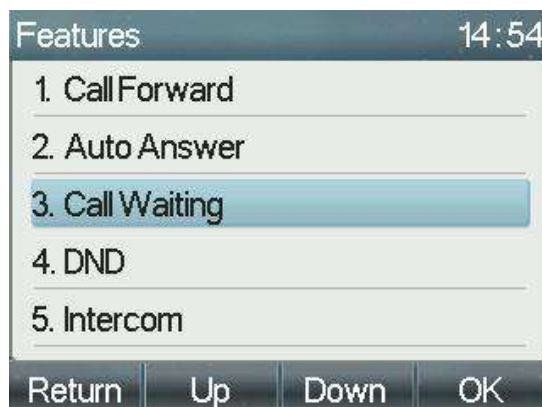 Features 14:54
1. Call Forward
2. Auto Answer
3. Call Waiting
4. DND
5. Intercom
Return Up Down OK